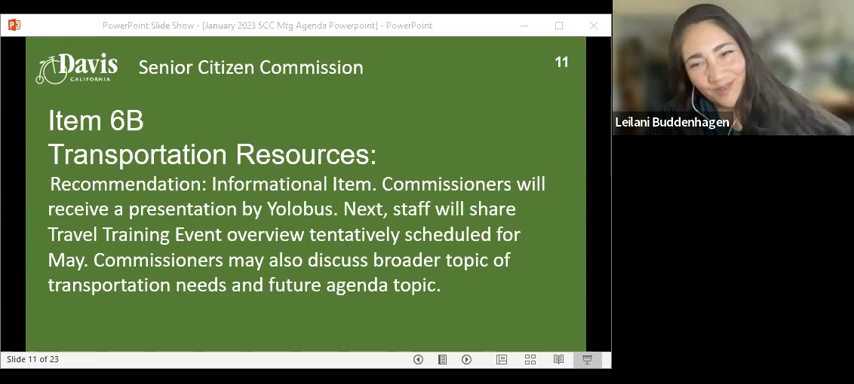 PowerPoint Slide Show - [January 2023 SCC Mtg Agenda Powerpoint] - PowerPoint
Davis
CALIFORNIA
Senior Citizen Commission
11
Item 6B
Transportation Resources:
Recommendation: Informational Item. Commissioners will
receive a presentation by Yolobus. Next, staff will share
Travel Training Event overview tentatively scheduled for
May. Commissioners may also discuss broader topic of
transportation needs and future agenda topic.
Slide 11 of 23
Leilani Buddenhagen